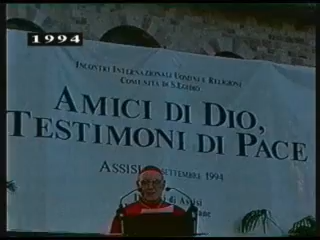 1994
INCONTRO INTERNAZIONALE UOMINI E RELIGIONI
COMUNITÀ DI S.EGIDIO
AMICI DI DIO,
TESTIMONI DI PACE
ASSISI
SETTEMBRE 1994